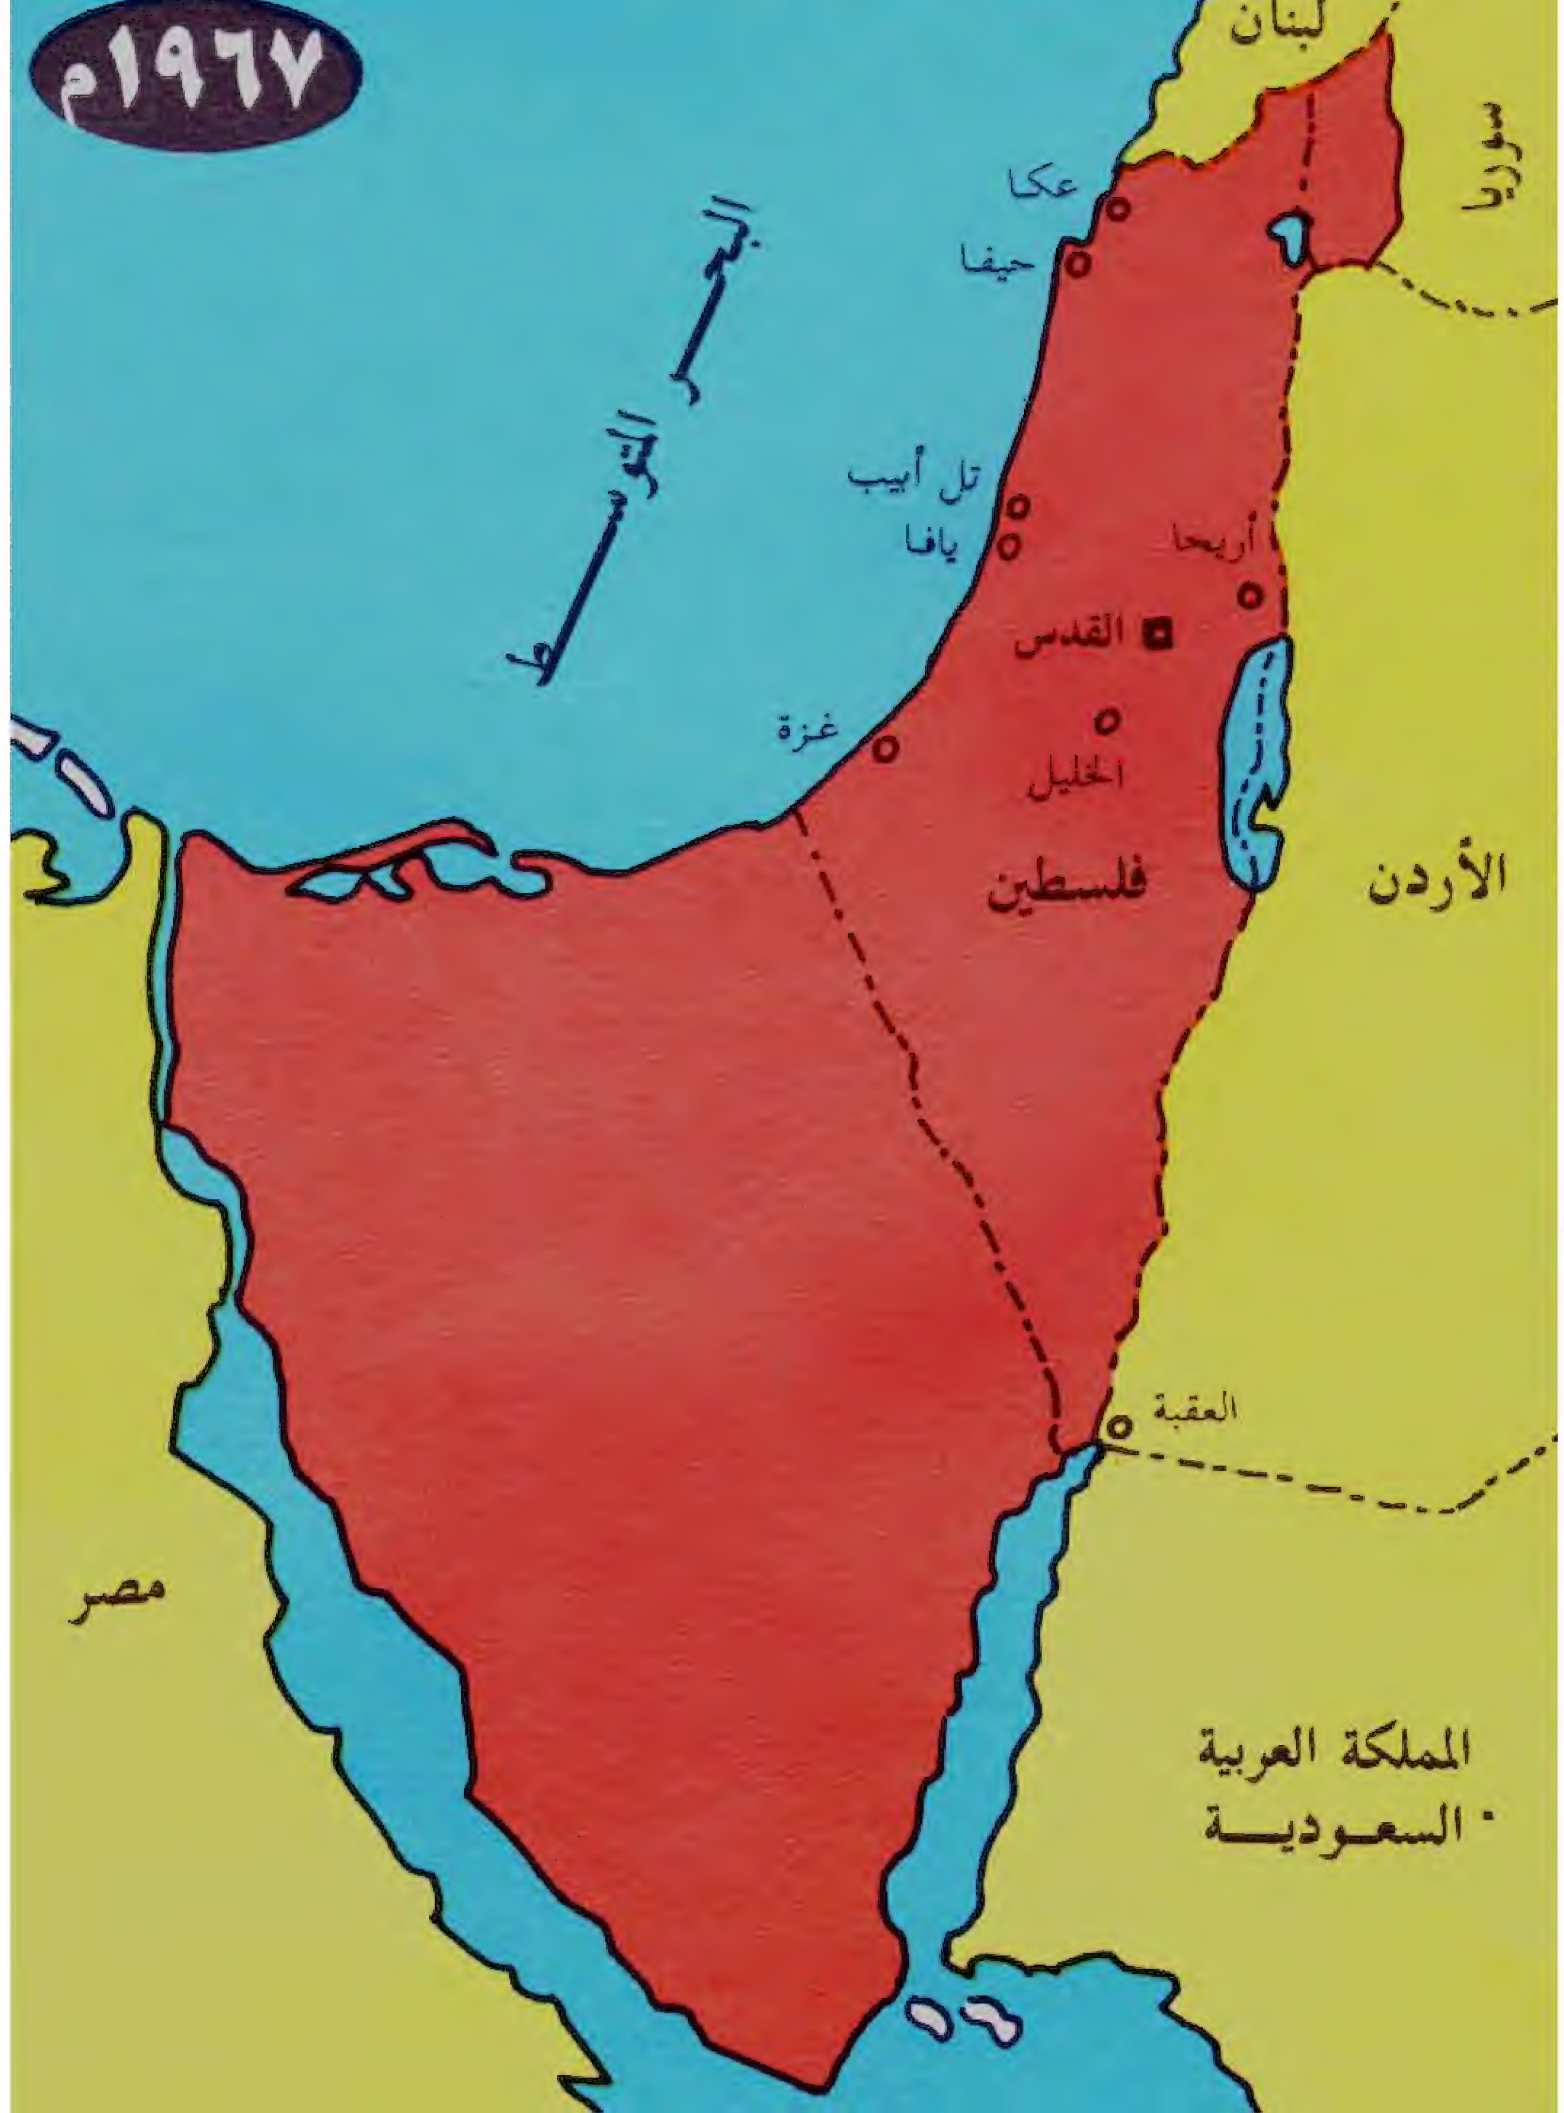 ١٩٦٧م
لبنان
سوريا
عكا
حيفا
البحر المتوسط
تل أبيب
يافا
أريحا
القدس
غزة
الخليل
فلسطين
الأردن
العقبة
مصر
المملكة العربية
السعودية